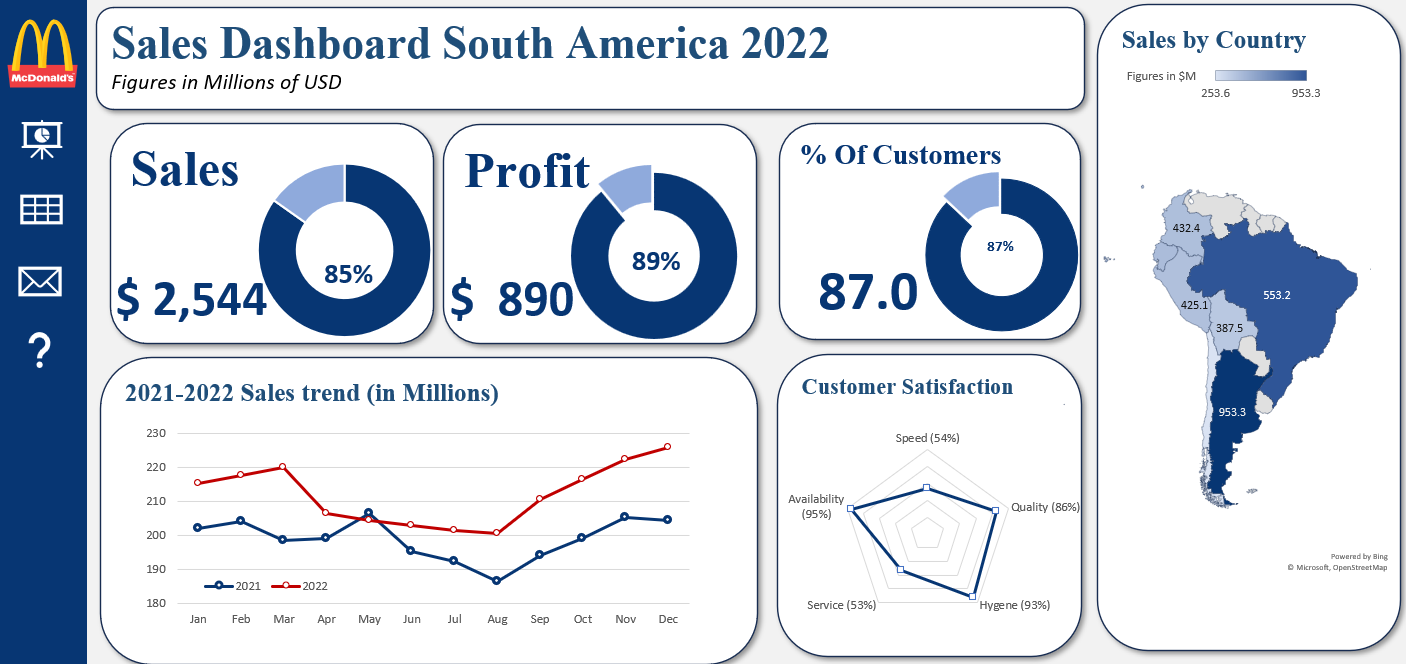 McDonald's
Sales Dashboard South America 2022
Figures in Millions of USD
Sales
$ 2,544
85%
Profit
$ 890
89%
% Of Customers
87.0
87%
2021-2022 Sales trend (in Millions)
230
220
210
200
190
180
2021 2022
Jan Feb Mar Apr May Jun Jul Aug Sep Oct Nov Dec
Customer Satisfaction
Speed (54%)
Quality (86%)
Hygene (93%)
Service (53%)
Availability
(95%)
Sales by Country
Figures in $M
253.6 953.3
432.4
553.2
425.1
387.5
953.3
Powered by Bing
© Microsoft, OpenStreetMap